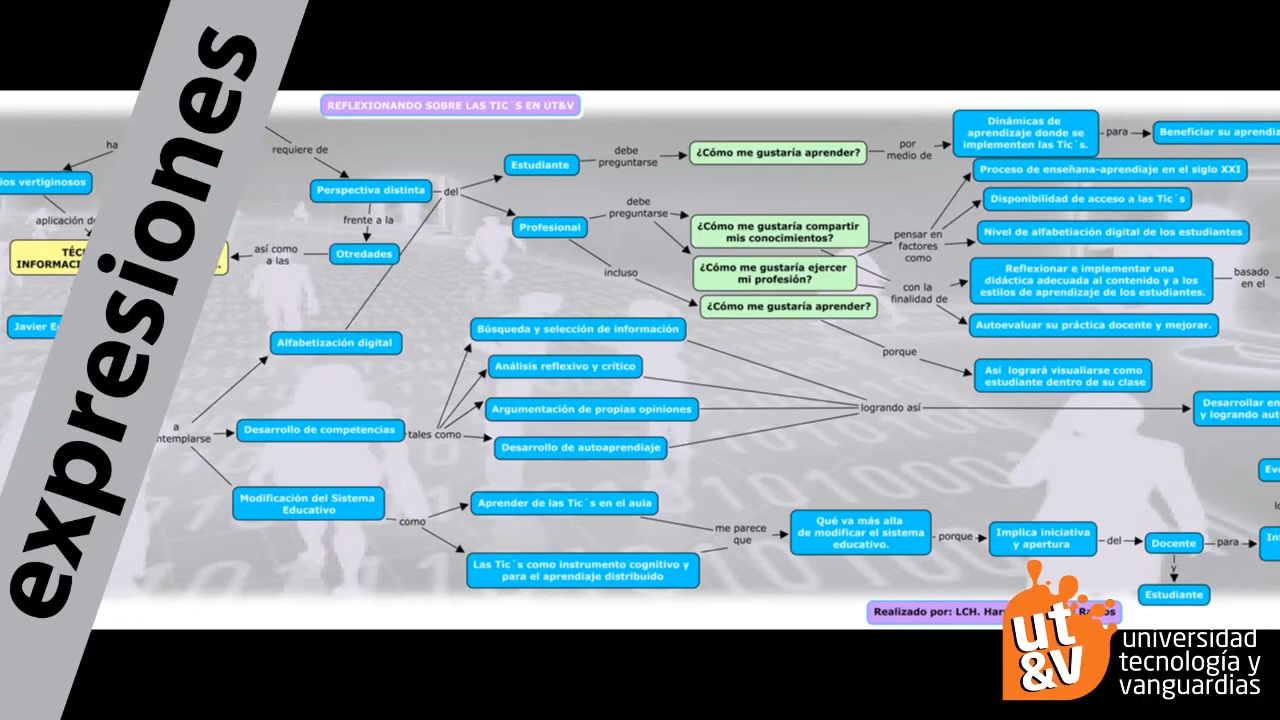 expresiones
REFLEXIONANDO SOBRE LAS TIC´S EN UT&V
ha
requiere de
ios vertiginosos
aplicación de
así como
a las
Javier
Perspectiva distinta
frente a la
Otredades
del
Estudiante
debe
preguntarse
¿Cómo me gustaría aprender?
por
medio de
Dinámicas de
aprendizaje donde se
implementen las Tic´s.
para
Beneficiar su aprendiz
Profesional
debe
preguntarse
incluso
¿Cómo me gustaría compartir
mis conocimientos?
¿Cómo me gustaría ejercer
mi profesión?
¿Cómo me gustaría aprender?
pensar en
factores
como
Proceso de enseñana-aprendiaje en el siglo XXI
Disponibilidad de acceso a las Tic´s
Nivel de alfabetiación digital de los estudiantes
con la
finalidad de
Reflexionar e implementar una
didáctica adecuada al contenido y a los
estilos de aprendizaje de los estudiantes.
basado
en el
Autoevaluar su práctica docente y mejorar.
porque
Así logrará visualiarse como
estudiante dentro de su clase
a
ntemplarse
Alfabetización digital
Desarrollo de competencias
tales como
Búsqueda y selección de información
Análisis reflexivo y crítico
Argumentación de propias opiniones
Desarrollo de autoaprendiaje
logrando así
Desarrollar en
y logrando aut
Modificación del Sistema
Educativo
como
Aprender de las Tic´s en el aula
Las Tic´s como instrumento cognitivo y
para el aprendiaje distribuido
me parece
que
Qué va más alla
de modificar el sistema
educativo.
porque
Implica iniciativa
y apertura
del
Docente
para
y
Estudiante
Realizado por: LCH.
ut
&v
universidad
tecnología y
vanguardias